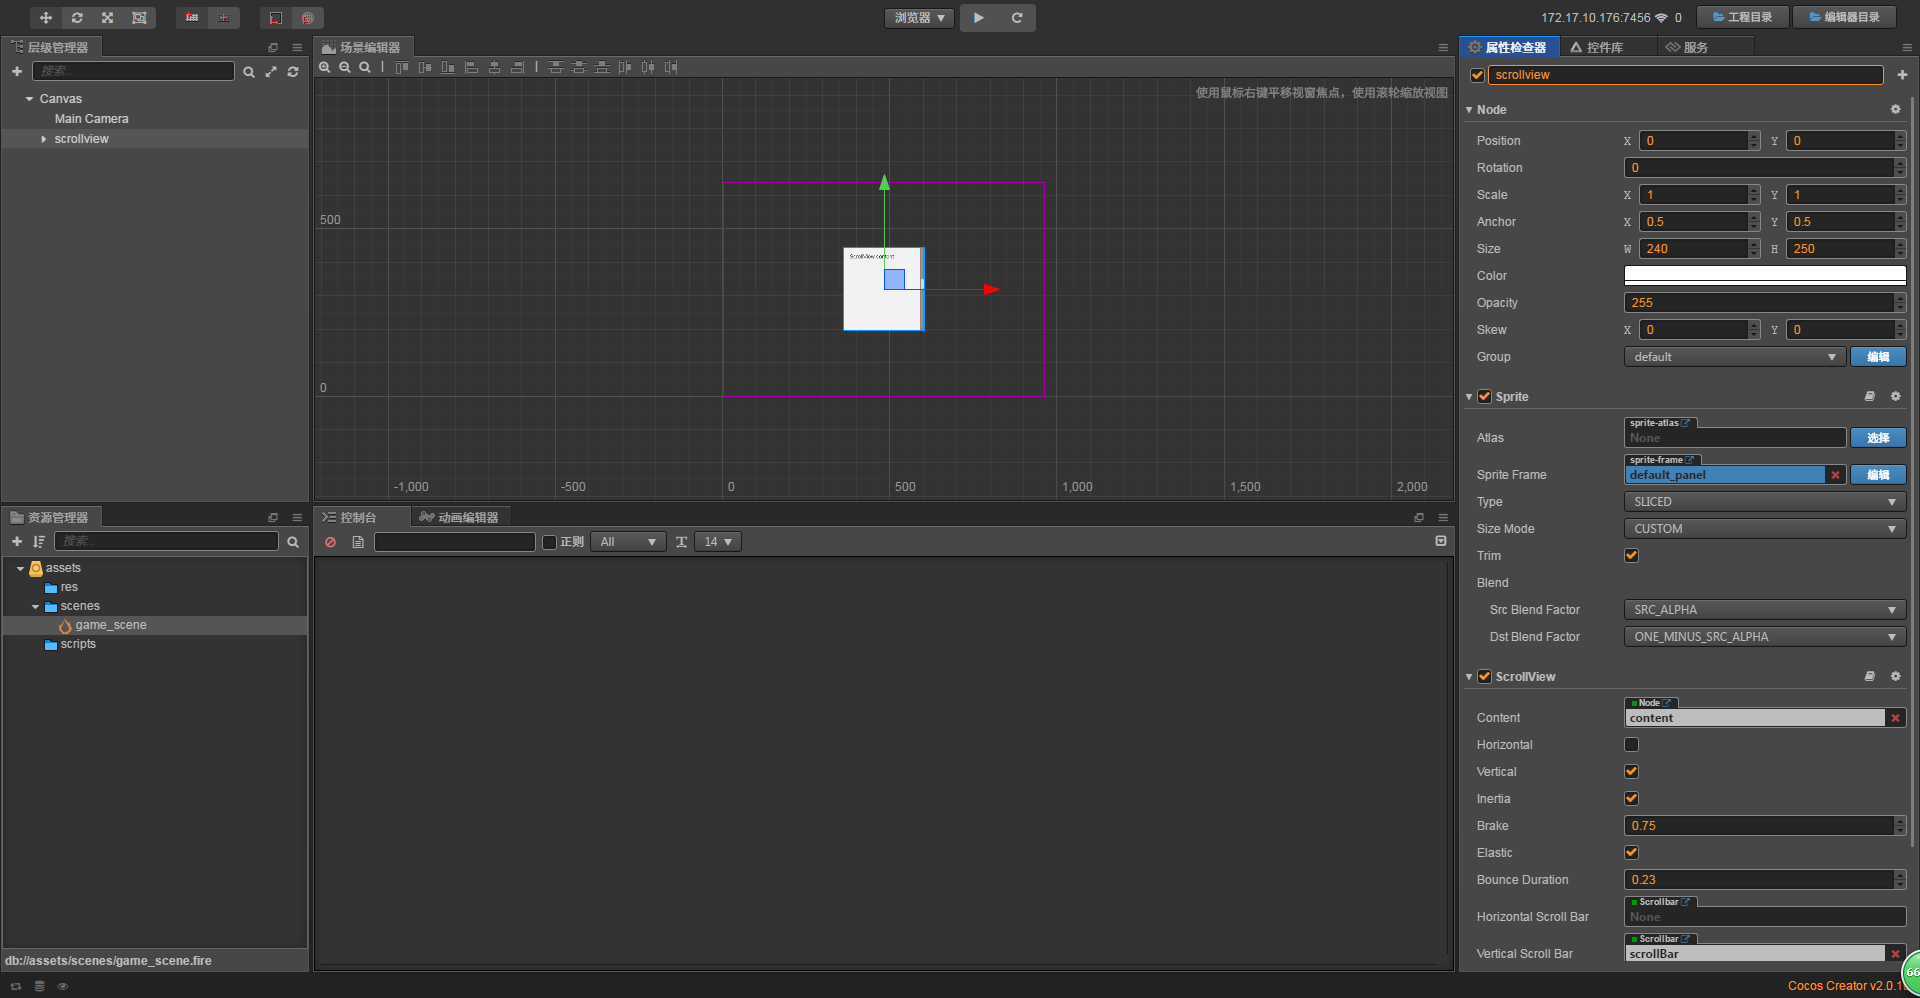 浏览器
172.17.10.176:7456 0
工程目录
编辑器目录
层级管理器
搜索...
Canvas
Main Camera
scrollview
场景编辑器
使用鼠标右键平移视窗焦点，使用滚轮缩放视图
500
0
-1,000
-500
0
500
1,000
1,500
2,000
ScrollView content
资源管理器
搜索...
assets
res
scenes
game_scene
scripts
db://assets/scenes/game_scene.fire
控制台
动画编辑器
正则
All
14
属性检查器
控件库
服务
scrollview
Node
Position X 0 Y 0
Rotation 0
Scale X 1 Y 1
Anchor X 0.5 Y 0.5
Size W 240 H 250
Color
Opacity 255
Skew X 0 Y 0
Group default 编辑
Sprite
sprite-atlas
Atlas None 选择
sprite-frame
Sprite Frame default_panel 编辑
Type SLICED
Size Mode CUSTOM
Trim
Blend
Src Blend Factor SRC_ALPHA
Dst Blend Factor ONE_MINUS_SRC_ALPHA
ScrollView
Node
Content content
Horizontal
Vertical
Inertia
Brake 0.75
Elastic
Bounce Duration 0.23
Scrollbar
Horizontal Scroll Bar None
Scrollbar
Vertical Scroll Bar scrollBar
66
Cocos Creator v2.0.1